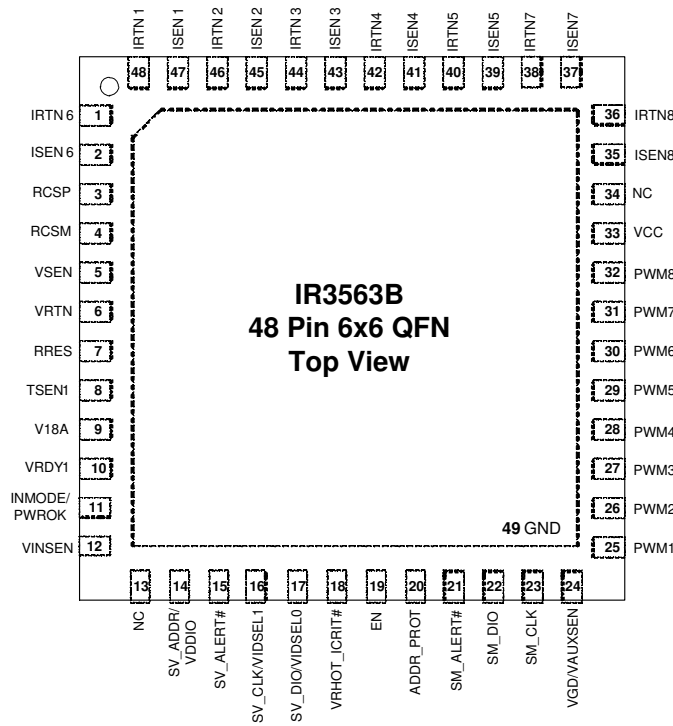 IRTN 1
ISEN 1
IRTN 2
ISEN 2
IRTN 3
ISEN 3
IRTN4
ISEN4
IRTN5
ISEN5
IRTN7
ISEN7
48
47
46
45
44
43
42
41
40
39
38
37
IRTN 6
1
ISEN 6
2
RCSP
3
RCSM
4
VSEN
5
VRTN
6
RRES
7
TSEN1
8
V18A
9
VRDY1
10
INMODE/
PWROK
11
VINSEN
12
IR3563B
48 Pin 6x6 QFN
Top View
49 GND
36
IRTN8
35
ISEN8
34
NC
33
VCC
32
PWM8
31
PWM7
30
PWM6
29
PWM5
28
PWM4
27
PWM3
26
PWM2
25
PWM1
13
14
15
16
17
18
19
20
21
22
23
24
NC
SV_ADDR/
VDDIO
SV_ALERT#
SV_CLK/VIDSEL1
SV_DIO/VIDSEL0
VRHOT_ICRIT#
EN
ADDR_PROT
SM_ALERT#
SM_DIO
SM_CLK
VGD/VAUXSEN